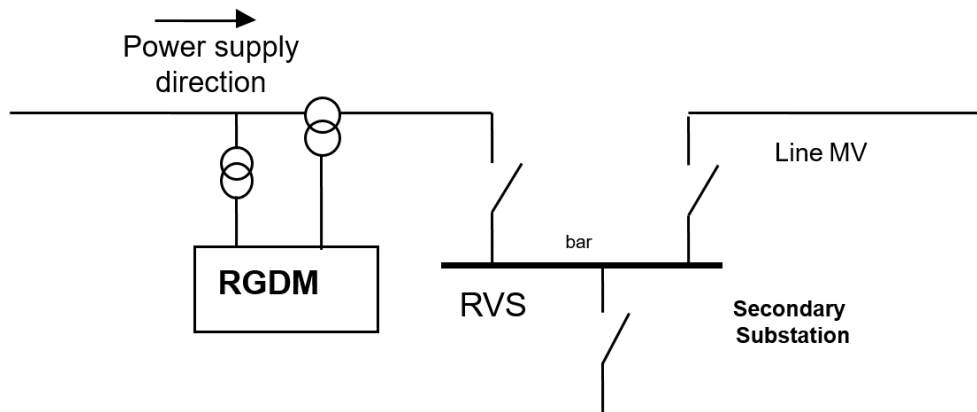 Power supply
direction
Line MV
bar
RGDM
RVS
Secondary
Substation